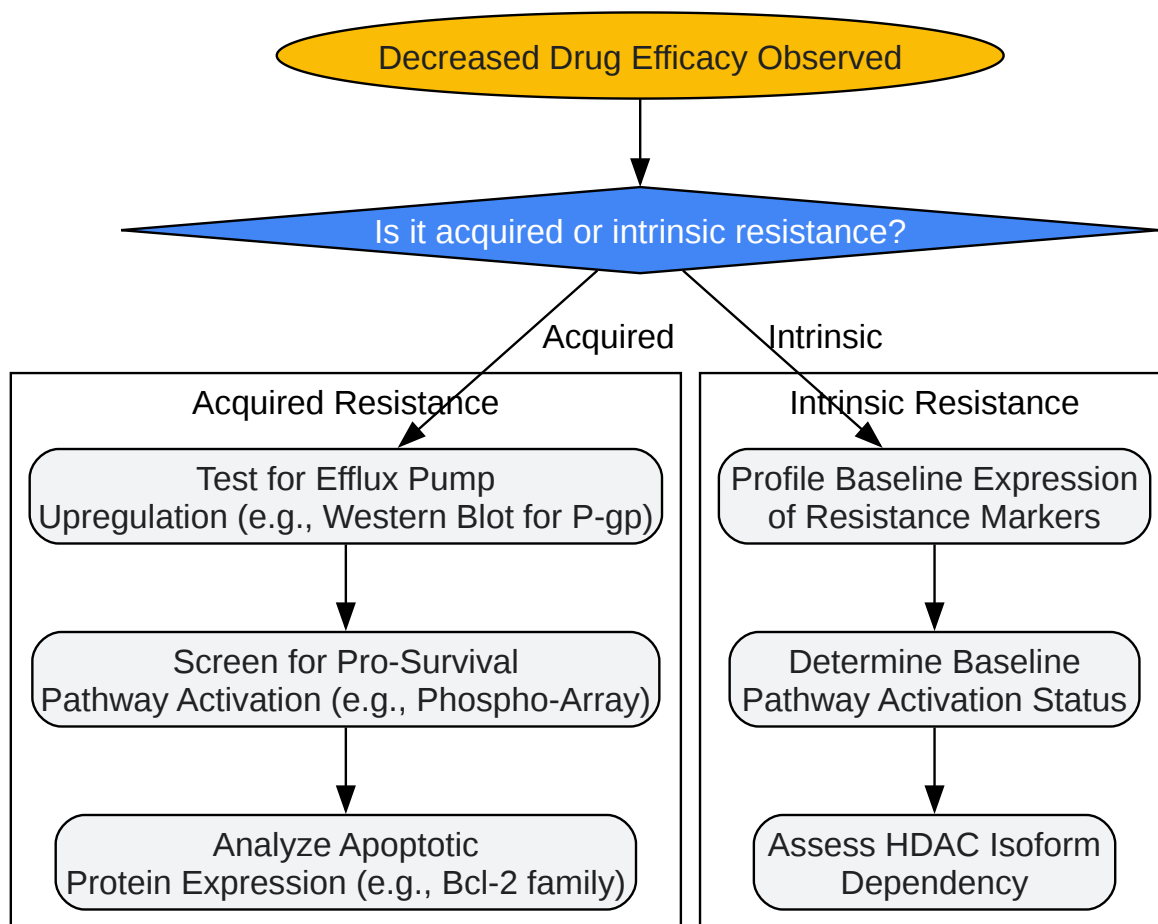 Decreased Drug Efficacy Observed
Is it acquired or intrinsic resistance?
Acquired
Intrinsic
Acquired Resistance
Test for Efflux Pump
Upregulation (e.g., Western Blot for P-gp)
Screen for Pro-Survival
Pathway Activation (e.g., Phospho-Array)
Analyze Apoptotic
Protein Expression (e.g., Bcl-2 family)
Intrinsic Resistance
Profile Baseline Expression
of Resistance Markers
Determine Baseline
Pathway Activation Status
Assess HDAC Isoform
Dependency